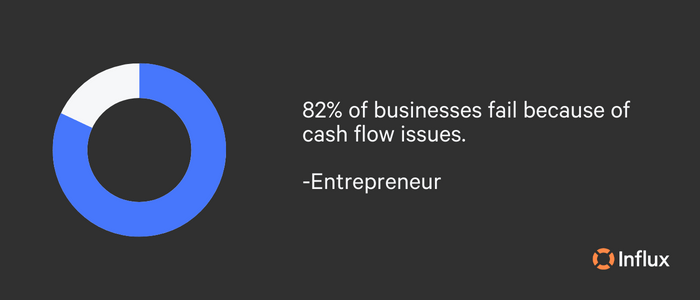 82% of businesses fail because of
cash flow issues.
-Entrepreneur
Influx